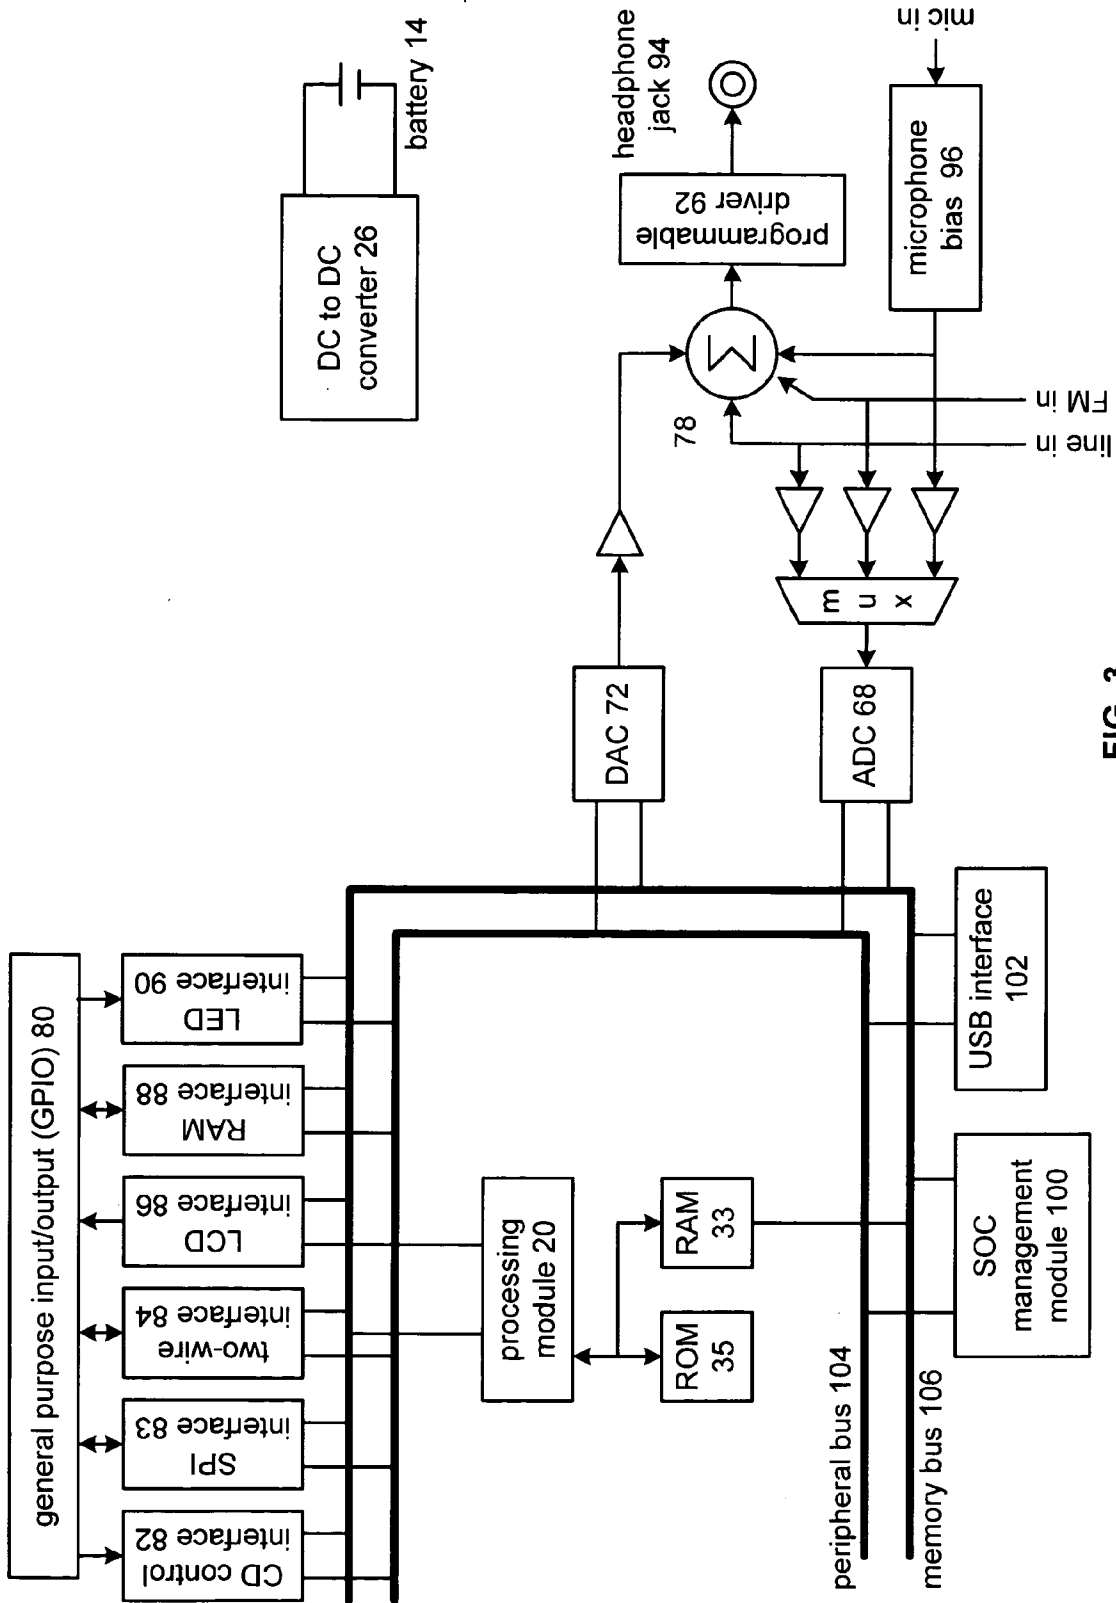 general purpose input/output (GPIO) 80
CD control
interface 82
SPI
interface 83
two-wire
interface 84
LCD
interface 86
RAM
interface 88
LED
interface 90
DC to DC
converter 26
battery 14
processing
module 20
ROM
35
RAM
33
DAC 72
78
Σ
programmable
driver 92
headphone
jack 94
peripheral bus 104
memory bus 106
ADC 68
m
u
x
microphone
bias 96
mic in
line in
FM in
SOC
management
module 100
USB interface
102
FIG. 3